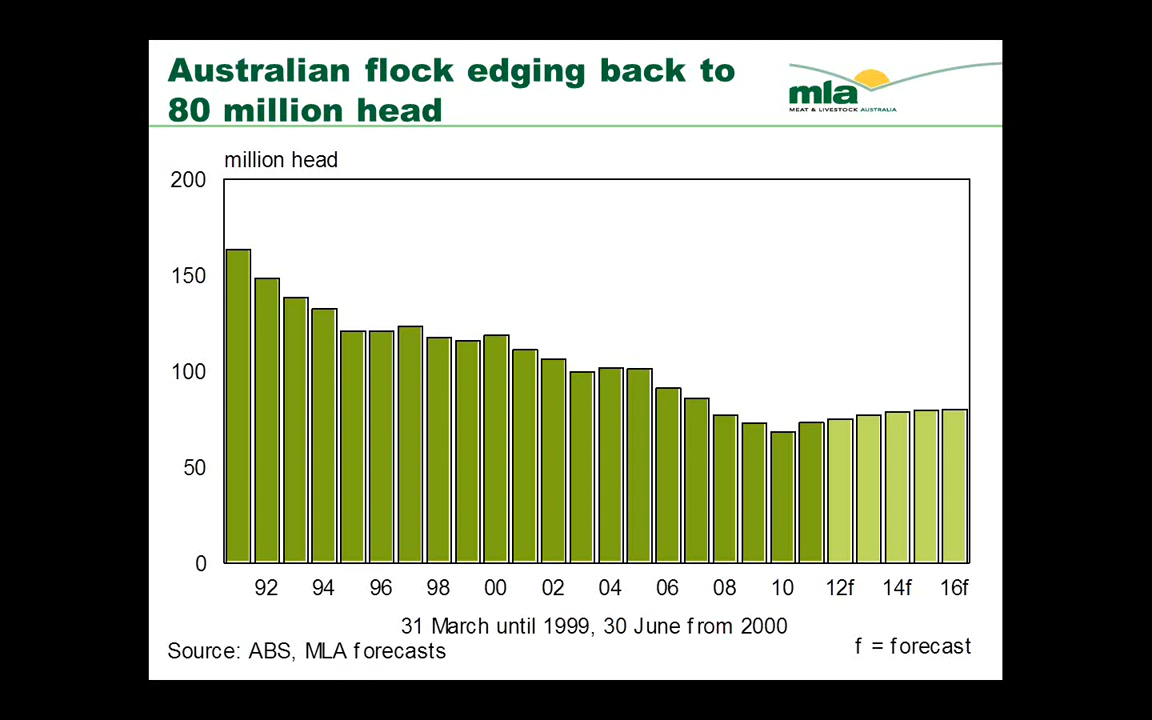 Australian flock edging back to
80 million head
mla
MEAT & LIVESTOCK AUSTRALIA
million head
200
150
100
50
0
92 94 96 98 00 02 04 06 08 10 12f 14f 16f
31 March until 1999, 30 June from 2000
Source: ABS, MLA forecasts
f = forecast